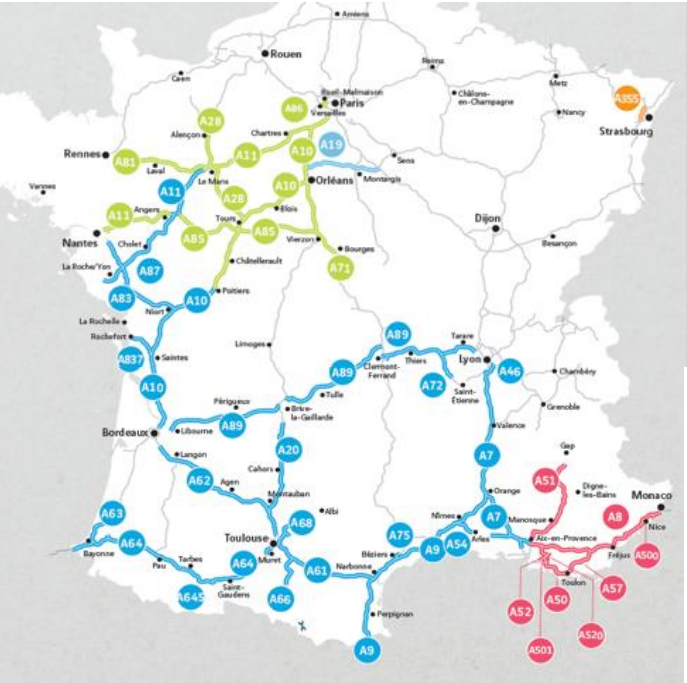 Amiens
Rouen
Reims
Caen
Metz
Rueil-Malmaison
Châlons-
en-Champagne
A355
A86
Paris
Versailles
Nancy
Strasbourg
A28
Alençon
Chartres
A19
Rennes
A81
A11
A10
Sens
Laval
Le Mans
Orléans
Montargis
Vannes
A11
A28
A10
A11
Angers
Blois
Tours
Dijon
Nantes
A85
A85
Vierzon
Besançon
Cholet
Bourges
La Roche/Yon
A87
Châtellerault
A71
A83
A10
Poitiers
Niort
La Rochelle
Rochefort
A89
Tarare
Limoges
A837
Saintes
Thiers
Lyon
A46
Clermont-
Ferrand
A89
A72
Chambéry
A10
Saint-
Étienne
Tulle
Périgueux
Grenoble
Brive-
la-Gaillarde
A89
Valence
Bordeaux
Libourne
A20
Gap
Langon
A7
Cahors
A62
A51
Agen
Digne-
les-Bains
Orange
Montauban
Monaco
A63
Albi
Nîmes
A7
Manosque
A8
A68
Nice
A64
Toulouse
A75
Arles
Aix-en-Provence
A54
Bayonne
Béziers
A9
Fréjus
A500
Pau
Tarbes
A64
Muret
A61
Narbonne
Toulon
Saint-
Gaudens
A57
A645
A66
A52
A50
Perpignan
A520
A501
A9